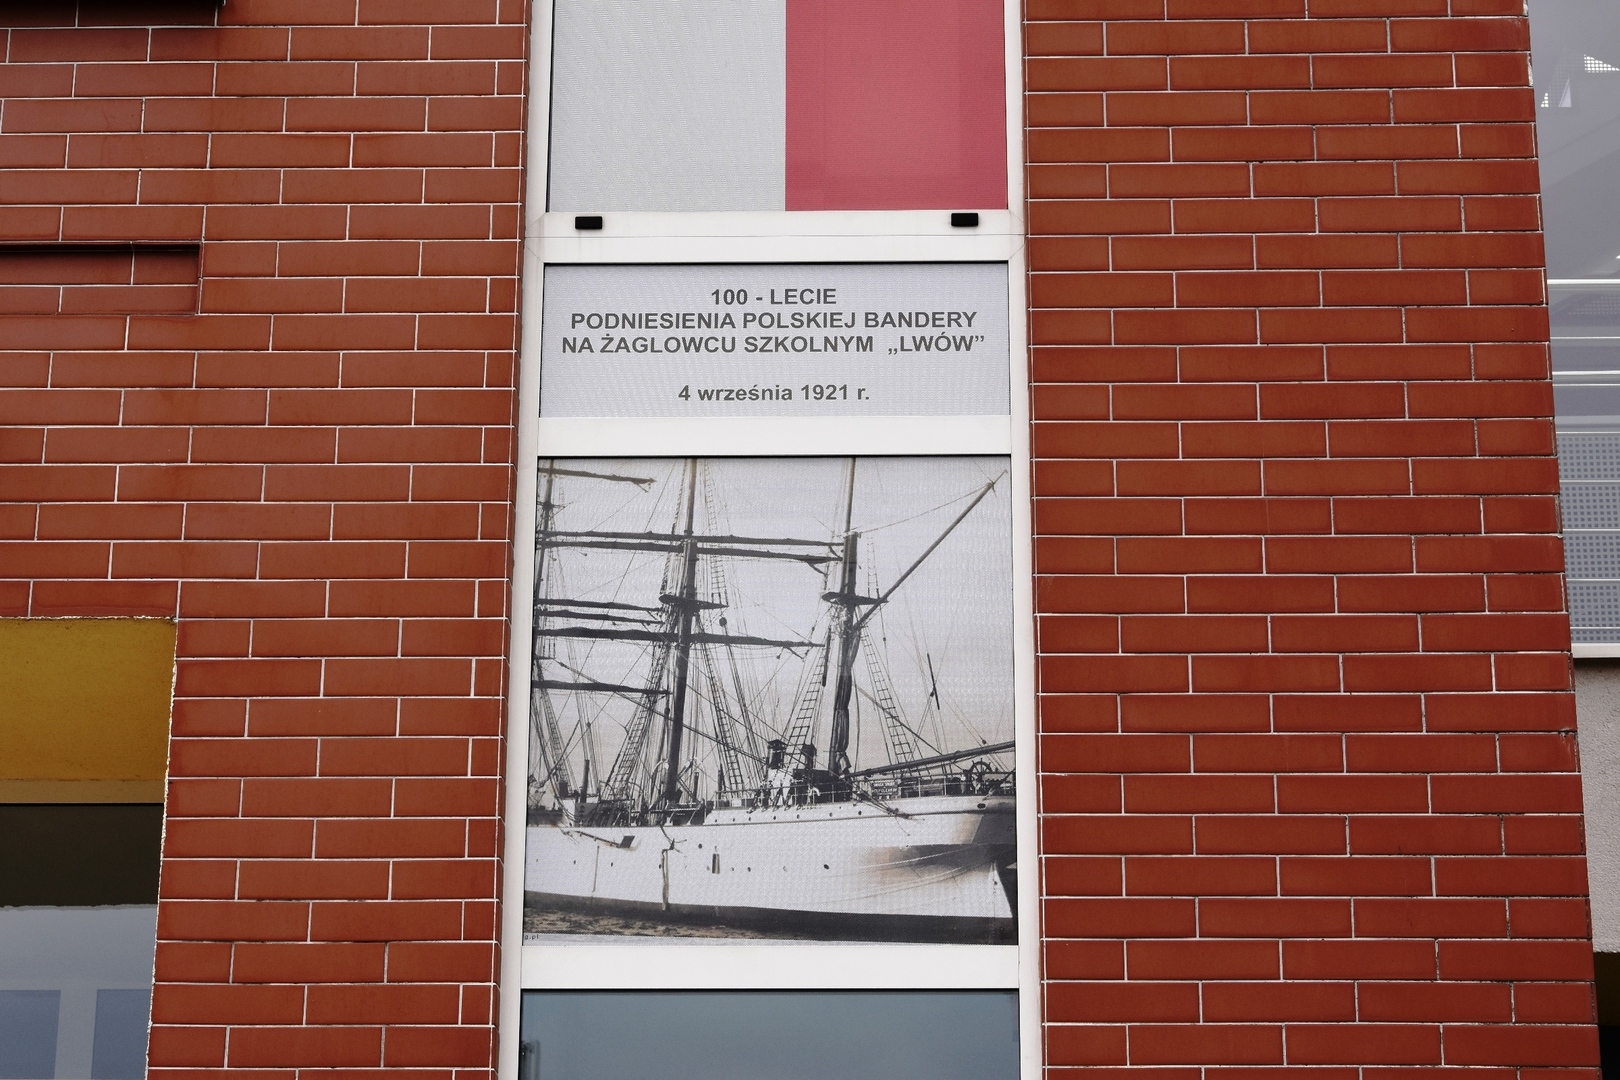 100 - LECIE
PODNIESIENIA POLSKIEJ BANDERY
NA ŻAGLOWCU SZKOLNYM „LWÓW”
4 września 1921 r.